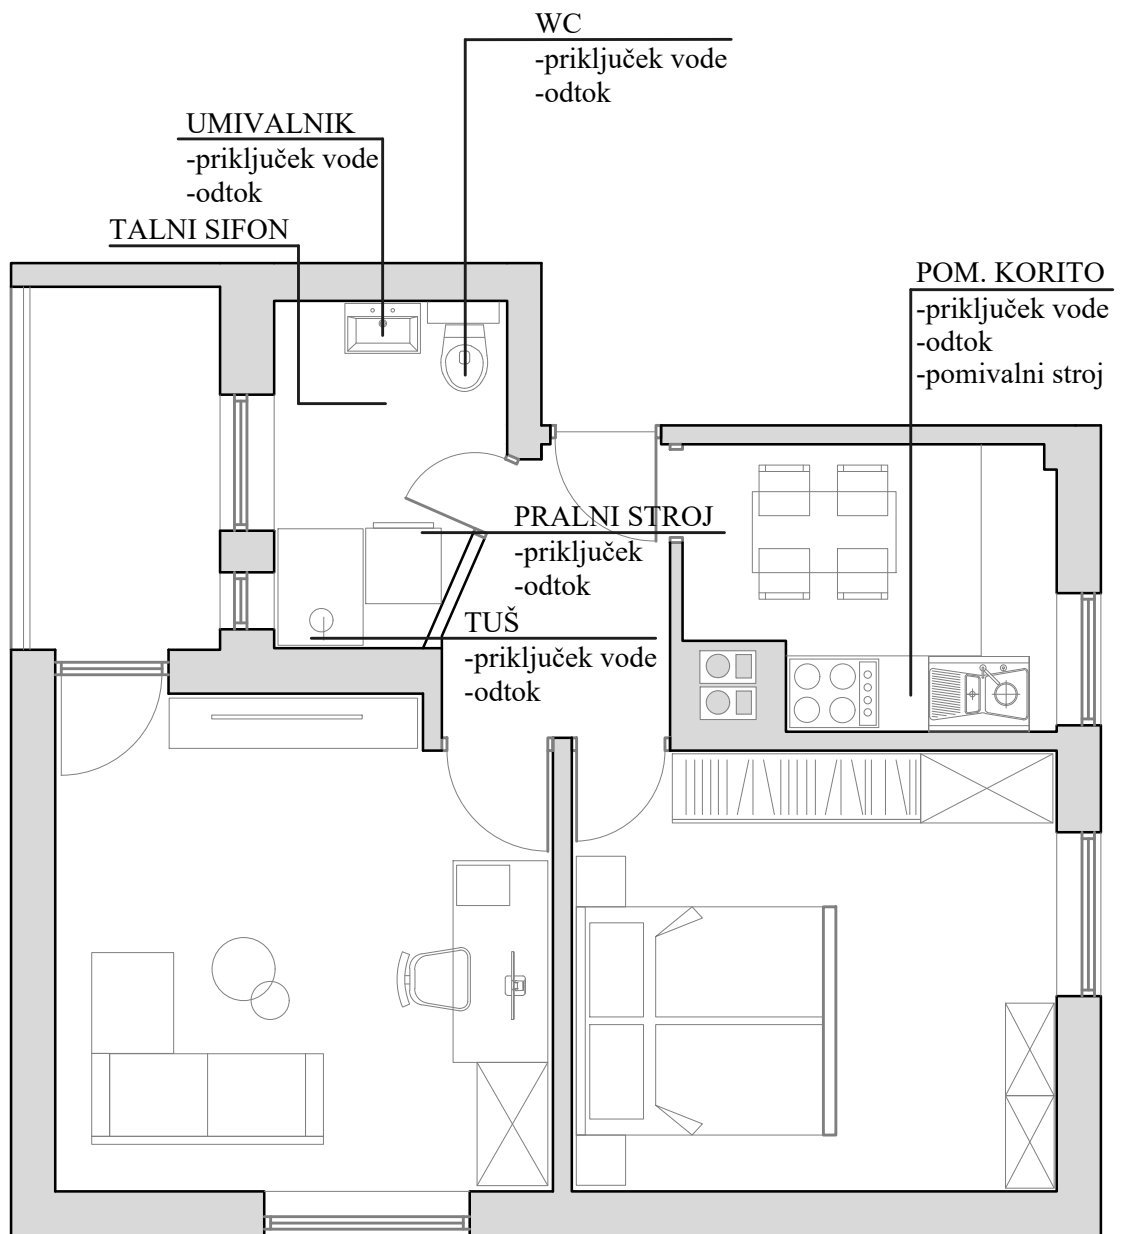 WC
-priključek vode
-odtok
UMIVALNIK
-priključek vode
-odtok
TALNI SIFON
POM. KORITO
-priključek vode
-odtok
-pomivalni stroj
PRALNI STROJ
-priključek
-odtok
TUŠ
-priključek vode
-odtok